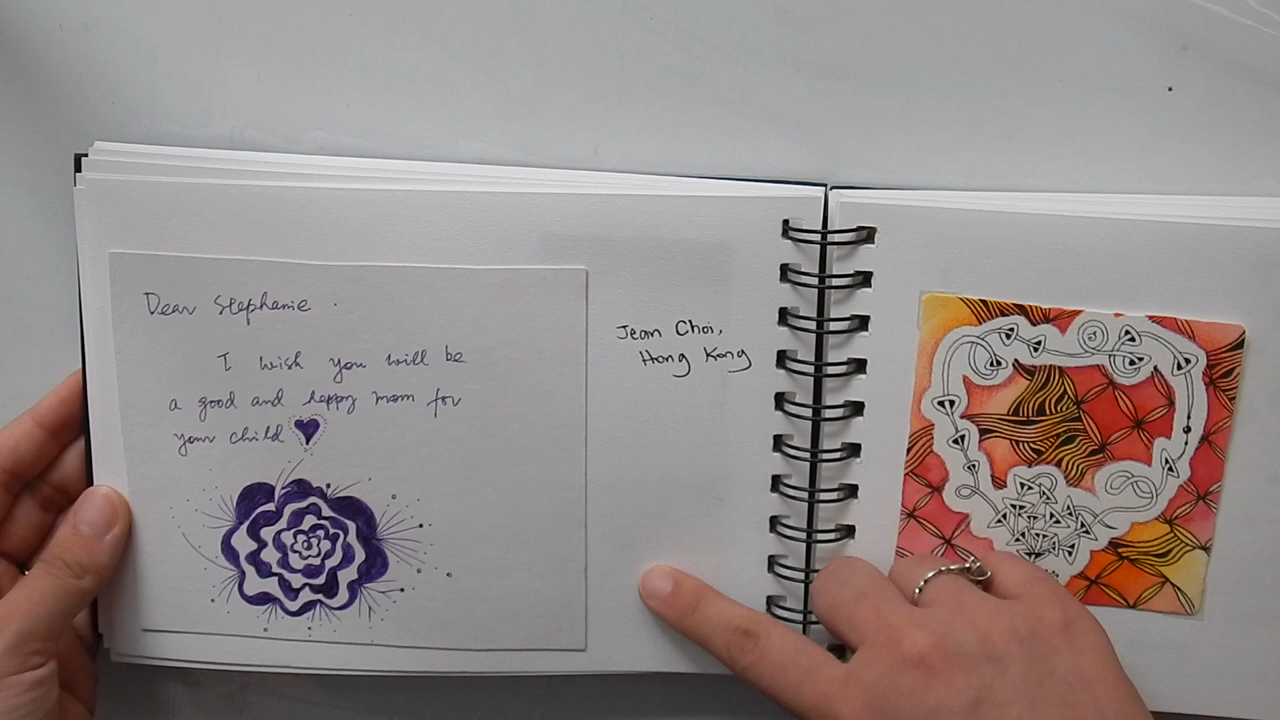 Dear Stephanie .
I wish you will be
a good and happy mom for
your child
Jean Choi,
Hong Kong